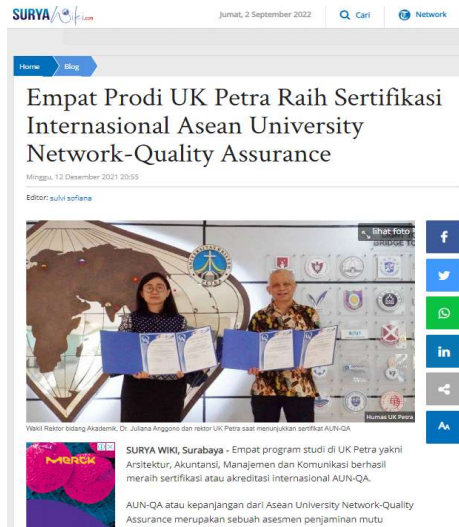 SURYA Wiki.com
Jumat, 2 September 2022
Cari
Network
Home
Blog
Empat Prodi UK Petra Raih Sertifikasi
Internasional Asean University
Network-Quality Assurance
Minggu, 12 Desember 2021 20:55
Editor: sulvi sofiana
lihat foto
BRIDGE TO
Humas UK Petra
Wakil Rektor bidang Akademik, Dr. Juliana Anggono dan rektor UK Petra saat menunjukkan sertifikat AUN-QA
MERCK
SURYA WIKI, Surabaya - Empat program studi di UK Petra yakni
Arsitektur, Akuntansi, Manajemen dan Komunikasi berhasil
meraih sertifikasi atau akreditasi internasional AUN-QA.
AUN-QA atau kepanjangan dari Asean University Network-Quality
Assurance merupakan sebuah asesmen penjaminan mutu